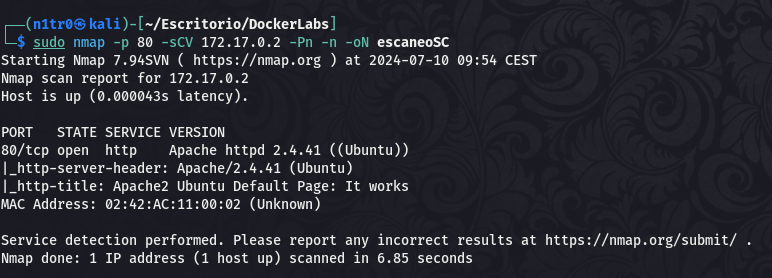 ┌──(n1tr0㉿kali)-[~/Escritorio/DockerLabs]
└─$ sudo nmap -p 80 -sCV 172.17.0.2 -Pn -n -oN escaneoSC
Starting Nmap 7.94SVN ( https://nmap.org ) at 2024-07-10 09:54 CEST
Nmap scan report for 172.17.0.2
Host is up (0.000043s latency).

PORT   STATE SERVICE VERSION
80/tcp open  http    Apache httpd 2.4.41 ((Ubuntu))
|_http-server-header: Apache/2.4.41 (Ubuntu)
|_http-title: Apache2 Ubuntu Default Page: It works
MAC Address: 02:42:AC:11:00:02 (Unknown)

Service detection performed. Please report any incorrect results at https://nmap.org/submit/ .
Nmap done: 1 IP address (1 host up) scanned in 6.85 seconds